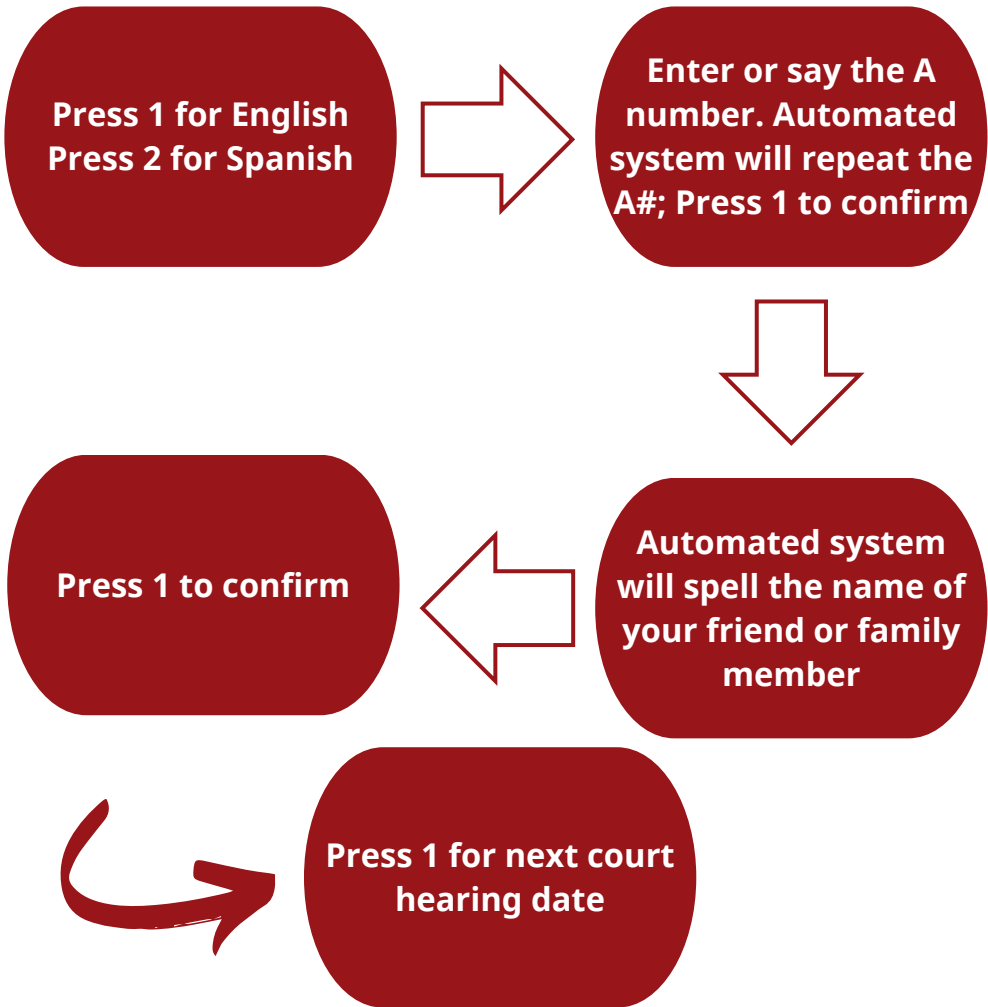 Press 1 for English
Press 2 for Spanish
Enter or say the A
number. Automated
system will repeat the
A#; Press 1 to confirm
Automated system
will spell the name of
your friend or family
member
Press 1 to confirm
Press 1 for next court
hearing date